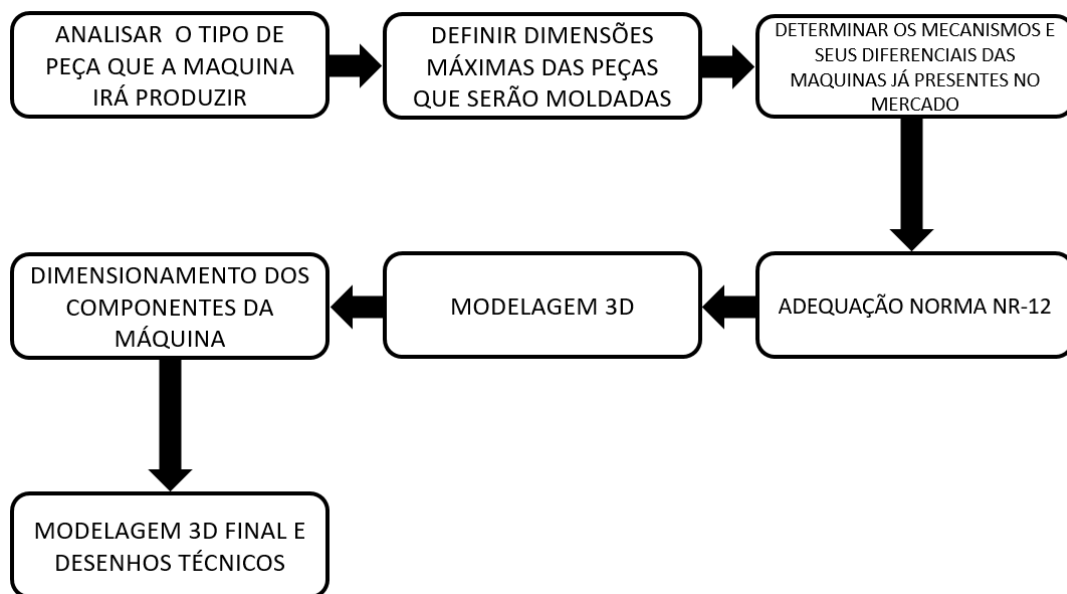 ANALISAR O TIPO DE
PEÇA QUE A MAQUINA
IRÁ PRODUZIR
DEFINIR DIMENSÕES
MÁXIMAS DAS PEÇAS
QUE SERÃO MOLDADAS
DETERMINAR OS MECANISMOS E
SEUS DIFERENCIAIS DAS
MAQUINAS JÁ PRESENTES NO
MERCADO
ADEQUAÇÃO NORMA NR-12
MODELAGEM 3D
DIMENSIONAMENTO DOS
COMPONENTES DA
MÁQUINA
MODELAGEM 3D FINAL E
DESENHOS TÉCNICOS